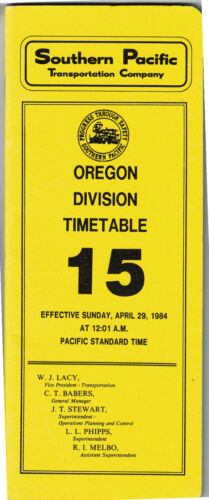 Southern Pacific
Transportation Company
PROGRESS THROUGH SAFETY
SOUTHERN PACIFIC
OREGON
DIVISION
TIMETABLE
15
EFFECTIVE SUNDAY, APRIL 29, 1984
AT 12:01 A.M.
PACIFIC STANDARD TIME
W. J. LACY,
Vice President - Transportation
C. T. BABERS,
General Manager
J. T. STEWART,
Superintendent -
Operations Planning and Control
L. L. PHIPPS,
Superintendent
R. I. MELBO,
Assistant Superintendent